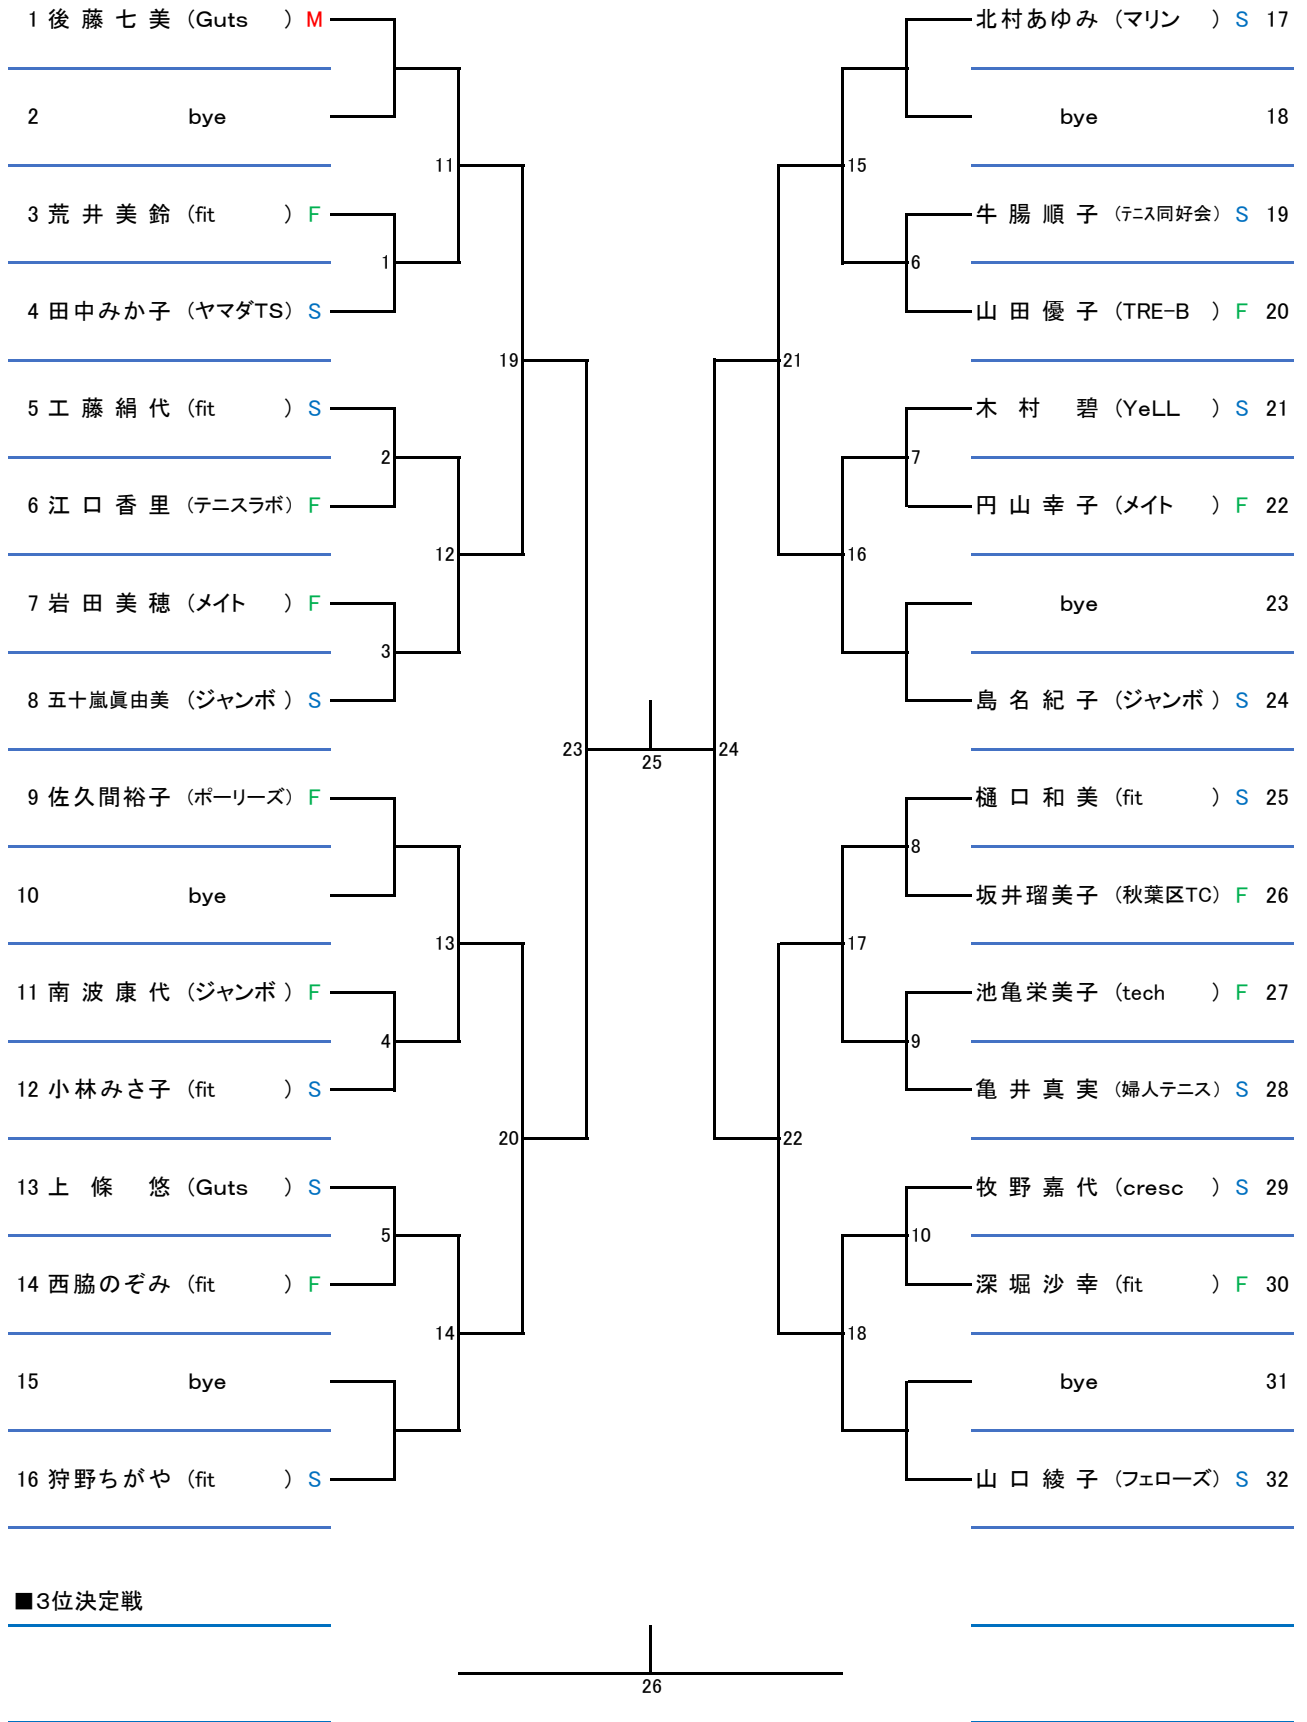 1 後藤七美 (Guts) M
2 bye
11
3 荒井美鈴 (fit) F
1
4 田中みか子 (ヤマダTS) S
19
5 工藤絹代 (fit) S
2
6 江口香里 (テニスラボ) F
12
7 岩田美穂 (メイト) F
3
8 五十嵐眞由美 (ジャンボ) S
23
9 佐久間裕子 (ポーリーズ) F
10 bye
13
11 南波康代 (ジャンボ) F
4
12 小林みさ子 (fit) S
20
13 上條悠 (Guts) S
5
14 西脇のぞみ (fit) F
14
15 bye
16 狩野ちがや (fit) S
25
北村あゆみ (マリン) S 17
bye 18
15
牛腸順子 (テニス同好会) S 19
6
山田優子 (TRE-B) F 20
21
木村碧 (YeLL) S 21
7
円山幸子 (メイト) F 22
16
bye 23
島名紀子 (ジャンボ) S 24
24
樋口和美 (fit) S 25
8
坂井瑠美子 (秋葉区TC) F 26
17
池亀栄美子 (tech) F 27
9
亀井真実 (婦人テニス) S 28
22
牧野嘉代 (cresc) S 29
10
深堀沙幸 (fit) F 30
18
bye 31
山口綾子 (フェローズ) S 32
■3位決定戦
26